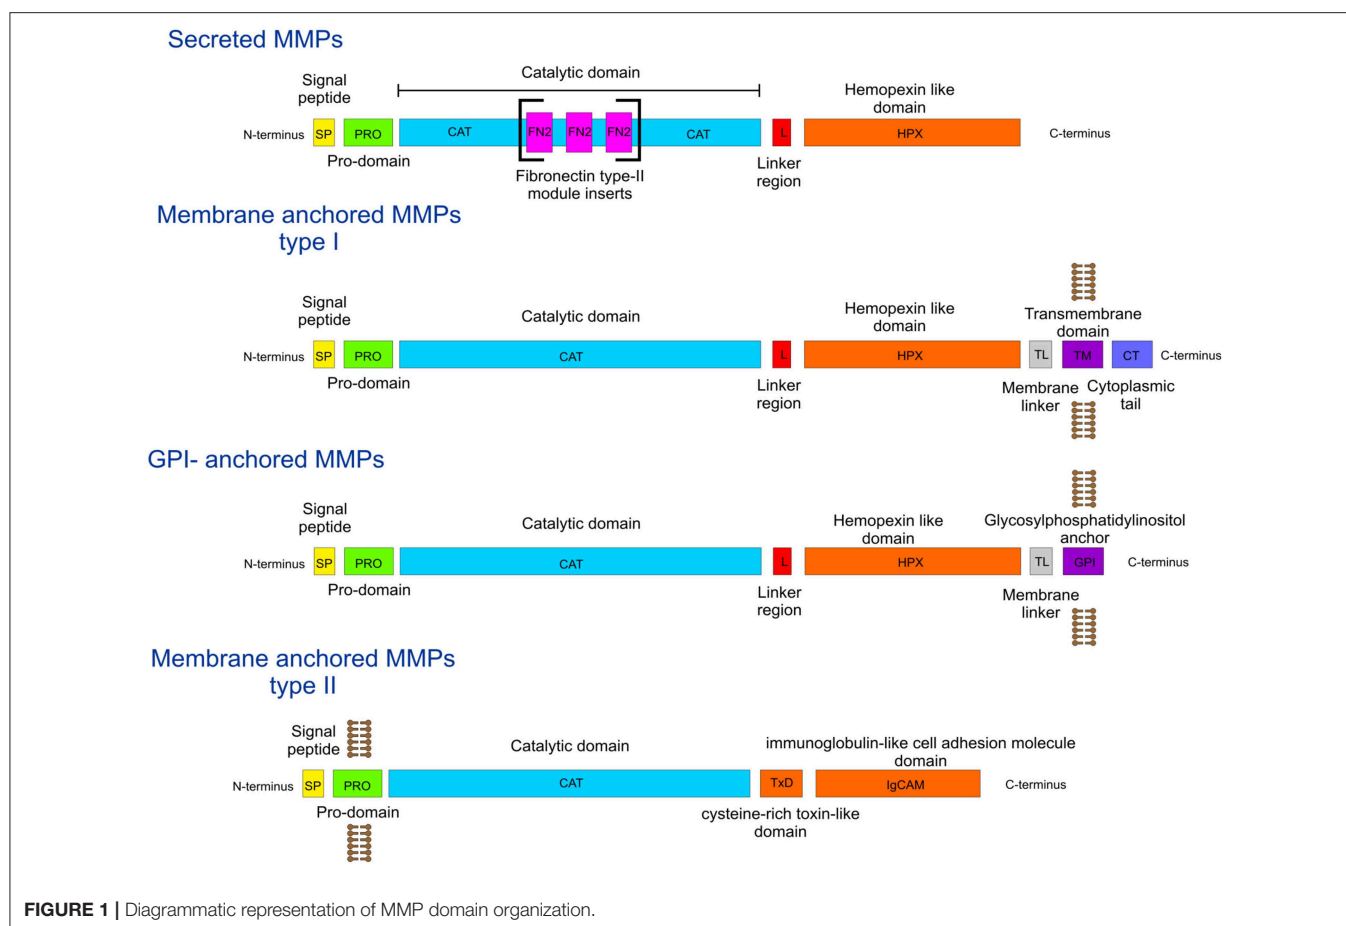 Secreted MMPs
Signal
peptide
Catalytic domain
Hemopexin like
domain
N-terminus SP PRO CAT FN2 FN2 FN2 CAT L HPX C-terminus
Pro-domain
Fibronectin type-II
module inserts
Linker
region
Membrane anchored MMPs
type I
Signal
peptide
Catalytic domain
Hemopexin like
domain
Transmembrane
domain
N-terminus SP PRO CAT L HPX TL TM CT C-terminus
Pro-domain
Linker
region
Membrane
linker
Cytoplasmic
tail
GPI- anchored MMPs
Signal
peptide
Catalytic domain
Hemopexin like
domain
Glycosylphosphatidylinositol
anchor
N-terminus SP PRO CAT L HPX TL GPI C-terminus
Pro-domain
Linker
region
Membrane
linker
Membrane anchored MMPs
type II
Signal
peptide
Catalytic domain
immunoglobulin-like cell adhesion molecule
domain
N-terminus SP PRO CAT TxD IgCAM C-terminus
Pro-domain
cysteine-rich toxin-like
domain
FIGURE 1 | Diagrammatic representation of MMP domain organization.